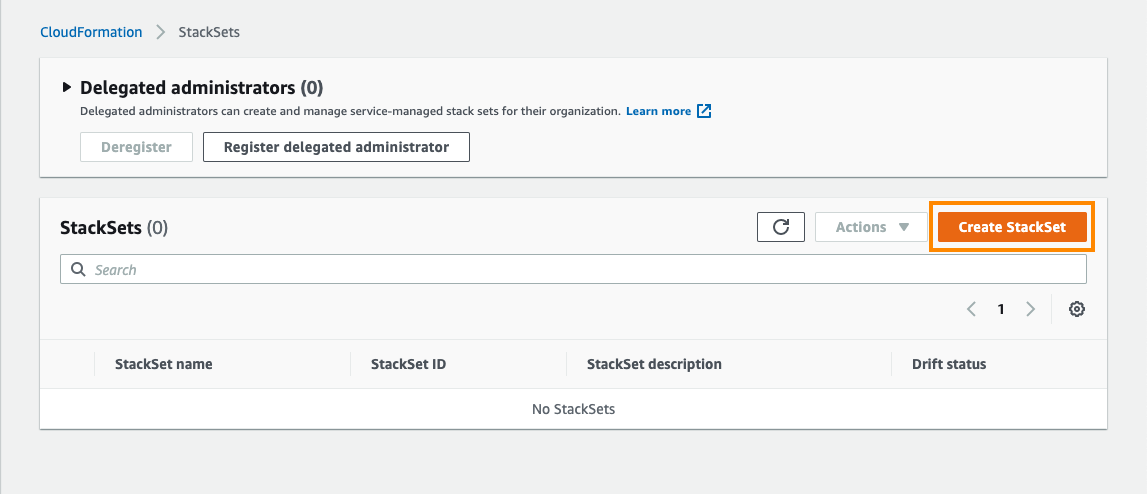 CloudFormation > StackSets
Delegated administrators (0)
Delegated administrators can create and manage service-managed stack sets for their organization. Learn more
Deregister Register delegated administrator
StackSets (0) Actions Create StackSet
Search
1
StackSet name StackSet ID StackSet description Drift status
No StackSets